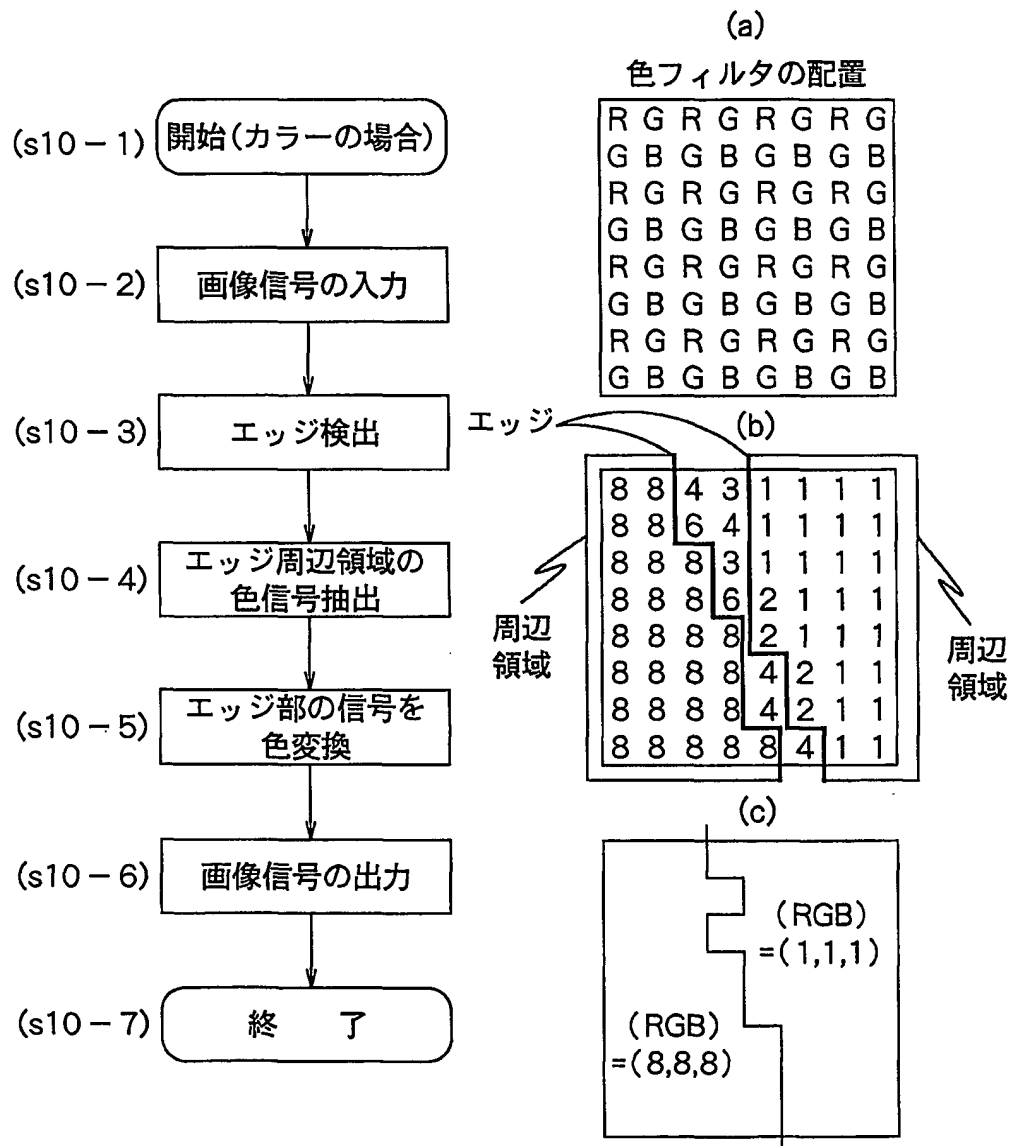 (s10-1) 開始(カラーの場合)
(s10-2) 画像信号の入力
(s10-3) エッジ検出
(s10-4) エッジ周辺領域の
色信号抽出
(s10-5) エッジ部の信号を
色変換
(s10-6) 画像信号の出力
(s10-7) 終 了
(a)
色フィルタの配置
R G R G R G R G
G B G B G B G B
R G R G R G R G
G B G B G B G B
R G R G R G R G
G B G B G B G B
R G R G R G R G
G B G B G B G B
エッジ
(b)
8 8 4 3 1 1 1 1
8 8 6 4 1 1 1 1
8 8 8 3 1 1 1 1
8 8 8 6 2 1 1 1
8 8 8 8 2 1 1 1
8 8 8 8 4 2 1 1
8 8 8 8 4 2 1 1
8 8 8 8 8 4 1 1
周辺
領域
周辺
領域
(c)
(RGB)
=(1,1,1)
(RGB)
=(8,8,8)